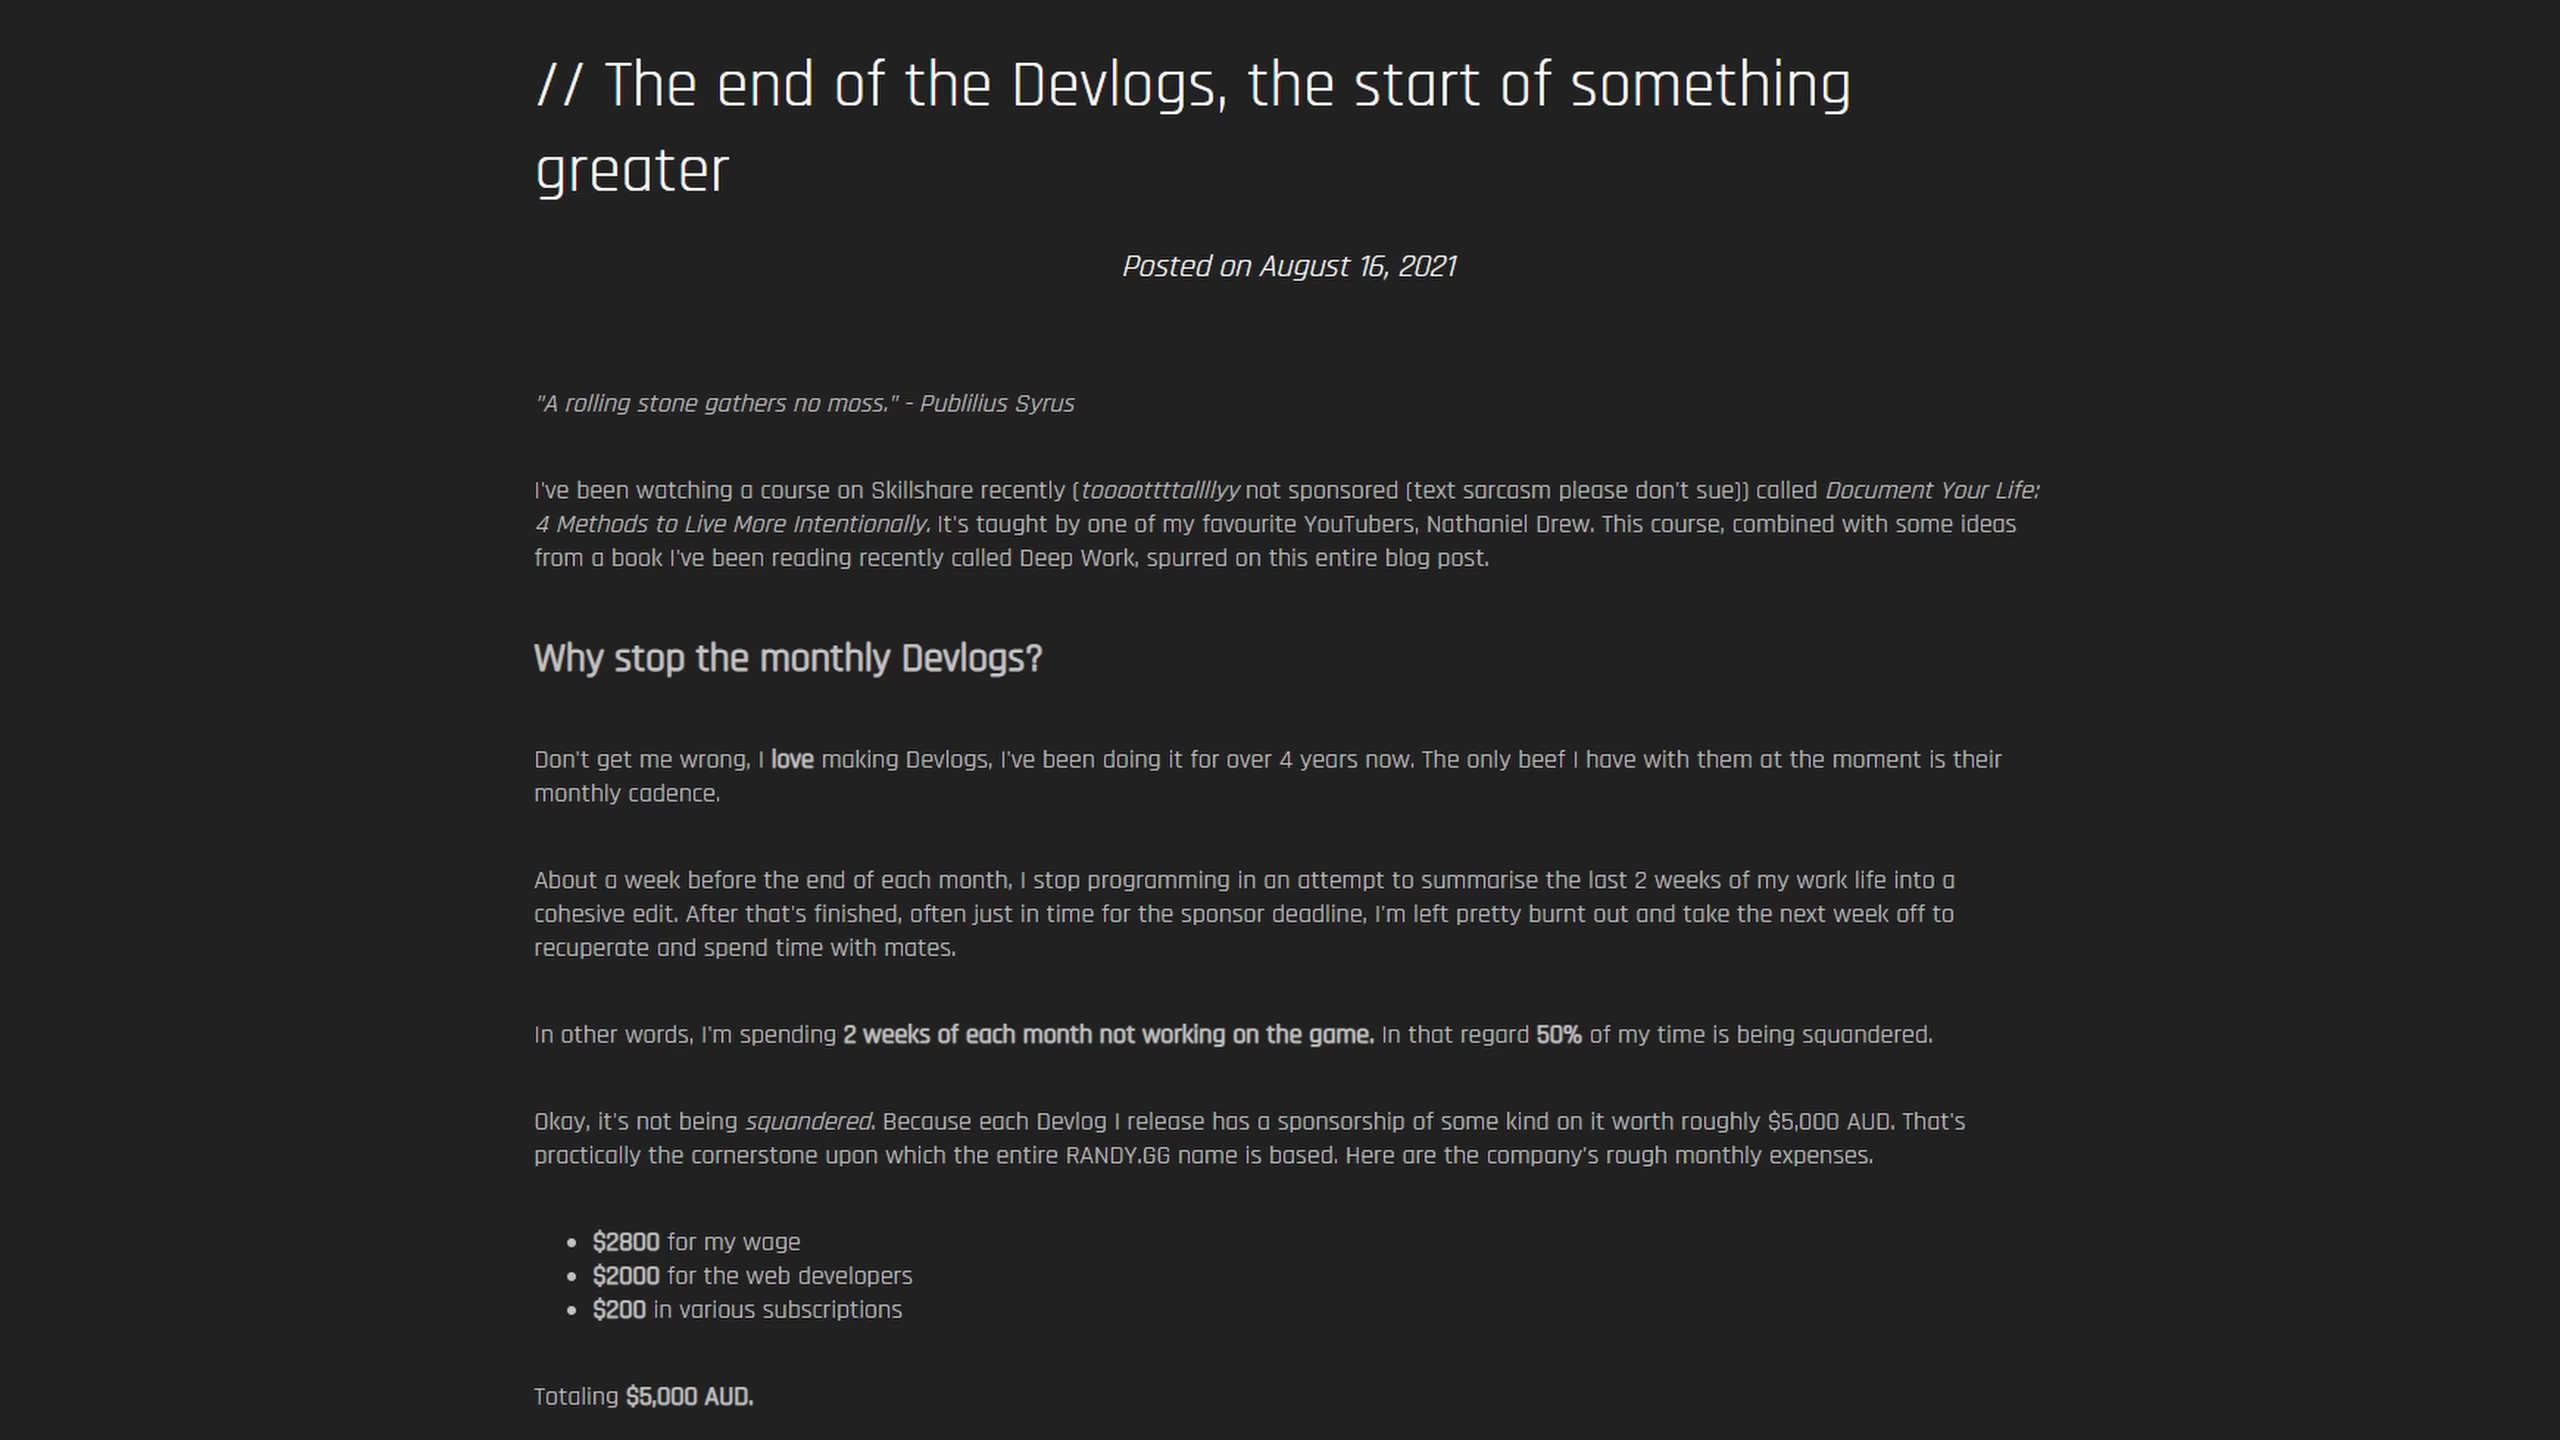 // The end of the Devlogs, the start of something
greater
Posted on August 16, 2021
"A rolling stone gathers no moss." - Publilius Syrus
I've been watching a course on Skillshare recently (toooottttallllyy not sponsored (text sarcasm please don't sue)) called Document Your Life:
4 Methods to Live More Intentionally. It's taught by one of my favourite YouTubers, Nathaniel Drew. This course, combined with some ideas
from a book I've been reading recently called Deep Work, spurred on this entire blog post.
Why stop the monthly Devlogs?
Don't get me wrong, I love making Devlogs, I've been doing it for over 4 years now. The only beef I have with them at the moment is their
monthly cadence.
About a week before the end of each month, I stop programming in an attempt to summarise the last 2 weeks of my work life into a
cohesive edit. After that's finished, often just in time for the sponsor deadline, I'm left pretty burnt out and take the next week off to
recuperate and spend time with mates.
In other words, I'm spending 2 weeks of each month not working on the game. In that regard 50% of my time is being squandered.
Okay, it's not being squandered. Because each Devlog I release has a sponsorship of some kind on it worth roughly $5,000 AUD. That's
practically the cornerstone upon which the entire RANDY.GG name is based. Here are the company's rough monthly expenses.
• $2800 for my wage
• $2000 for the web developers
• $200 in various subscriptions
Totaling $5,000 AUD.